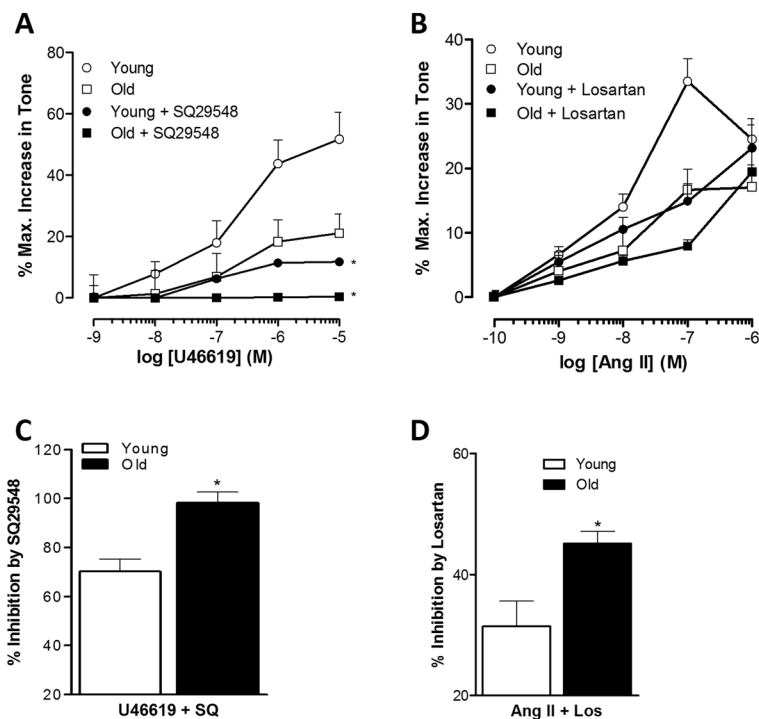 A
80
60
40
20
0
% Max. Increase in Tone
Young
Old
Young + SQ29548
Old + SQ29548
*
*
-9 -8 -7 -6 -5
log [U46619] (M)
B
40
30
20
10
0
% Max. Increase in Tone
Young
Old
Young + Losartan
Old + Losartan
-10 -9 -8 -7 -6
log [Ang II] (M)
C
120
100
80
60
40
20
% Inhibition by SQ29548
Young
Old
*
U46619 + SQ
D
60
40
20
% Inhibition by Losartan
Young
Old
*
Ang II + Los